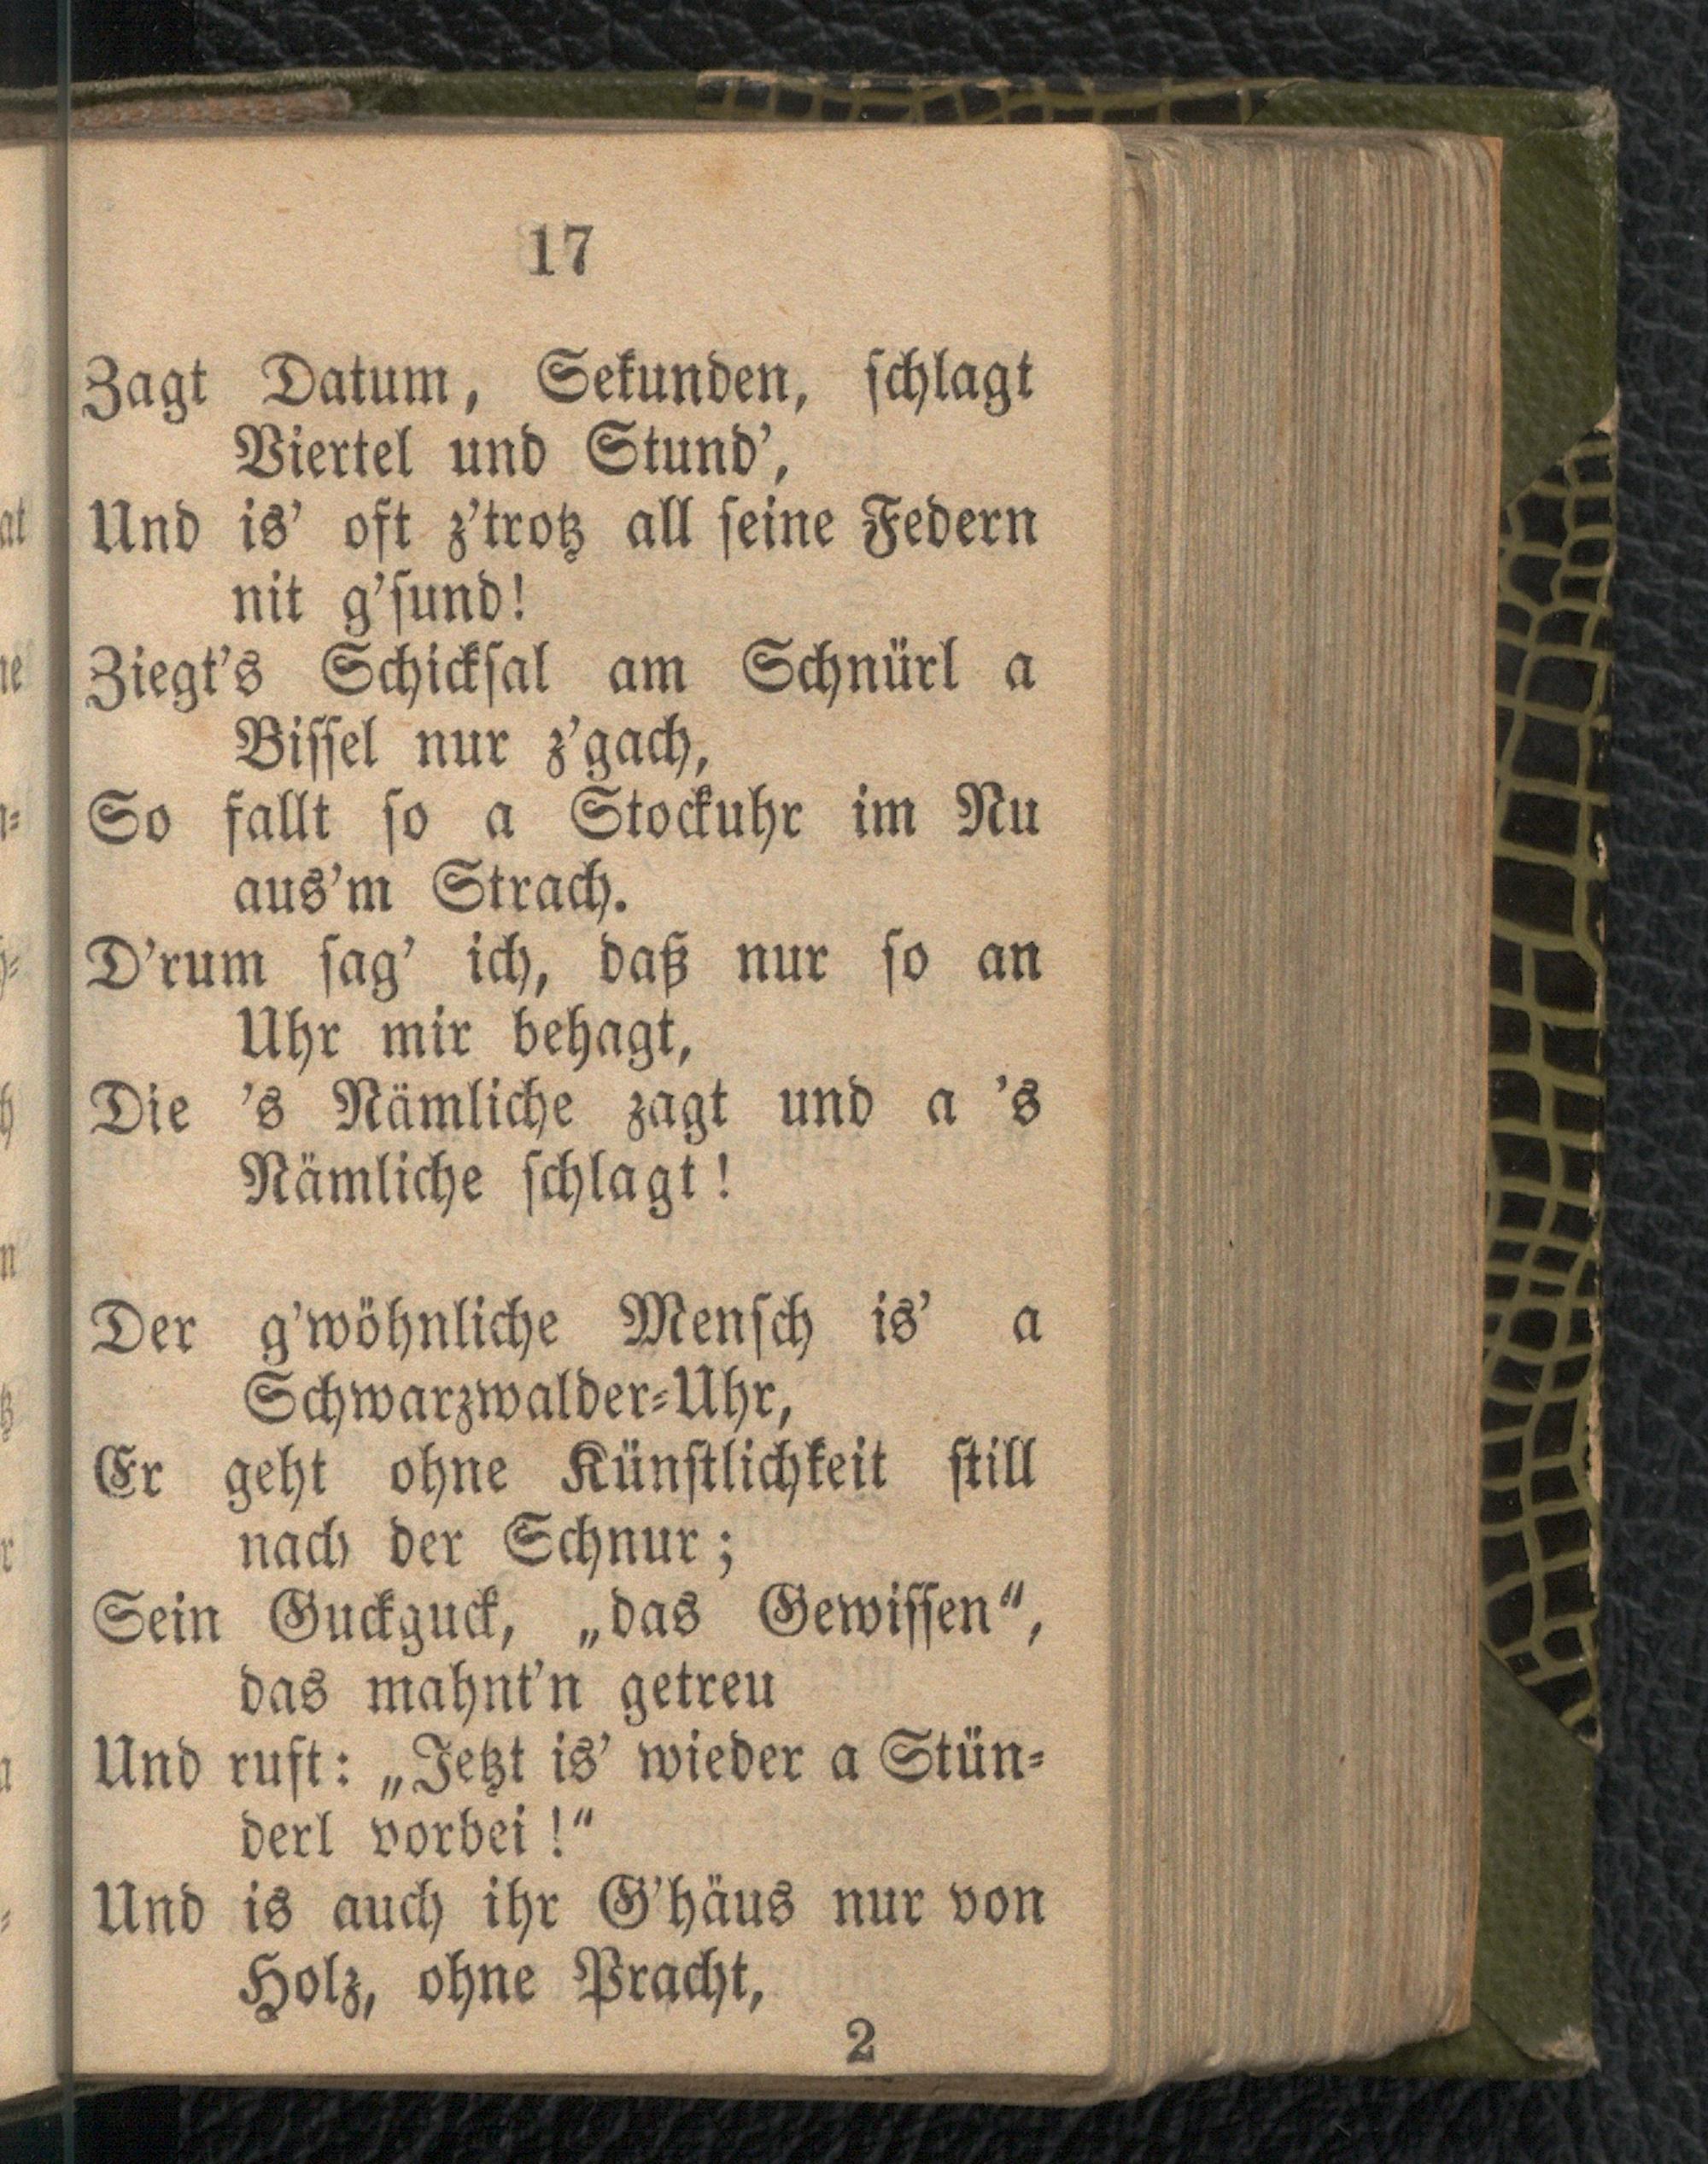 17
Zagt Datum, Sekunden, schlagt
Viertel und Stund',
Und is' oft z'trotz all seine Federn
nit g'sund!
Ziegt's Schicksal am Schnürl a
Bissel nur z'gach,
So fallt so a Stockuhr im Nu
aus'm Strach.
D'rum sag' ich, daß nur so an
Uhr mir behagt,
Die 's Nämliche zagt und a 's
Nämliche schlagt!
Der g'wöhnliche Mensch is' a
Schwarzwalder-Uhr,
Er geht ohne Künstlichkeit still
nach der Schnur;
Sein Guckguck, „das Gewissen“,
das mahnt'n getreu
Und ruft: „Jetzt is' wieder a Stün-
derl vorbei!“
Und is auch ihr G'häus nur von
Holz, ohne Pracht,
2